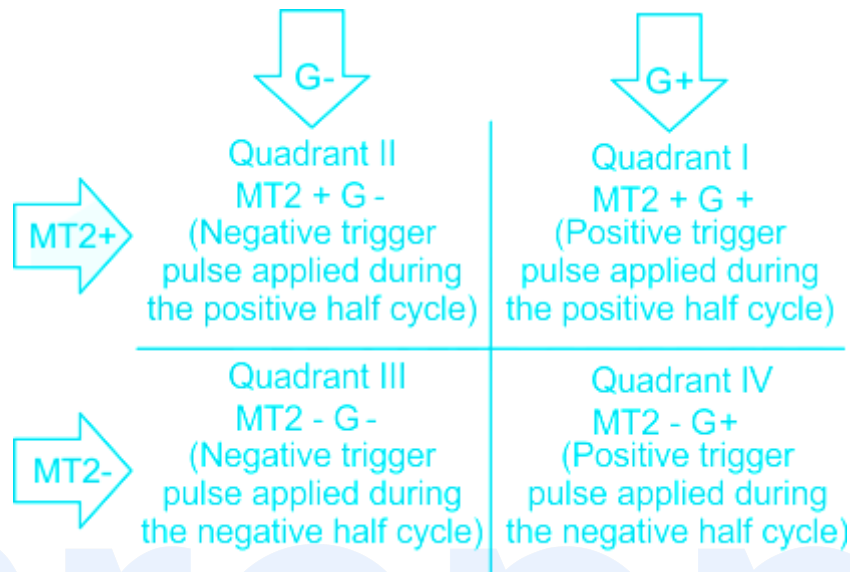 G-
G+
Quadrant II
MT2 + G -
(Negative trigger
pulse applied during
the positive half cycle)
Quadrant I
MT2 + G +
(Positive trigger
pulse applied during
the positive half cycle)
MT2+
Quadrant III
MT2 - G -
(Negative trigger
pulse applied during
the negative half cycle)
Quadrant IV
MT2 - G+
(Positive trigger
pulse applied during
the negative half cycle)
MT2-